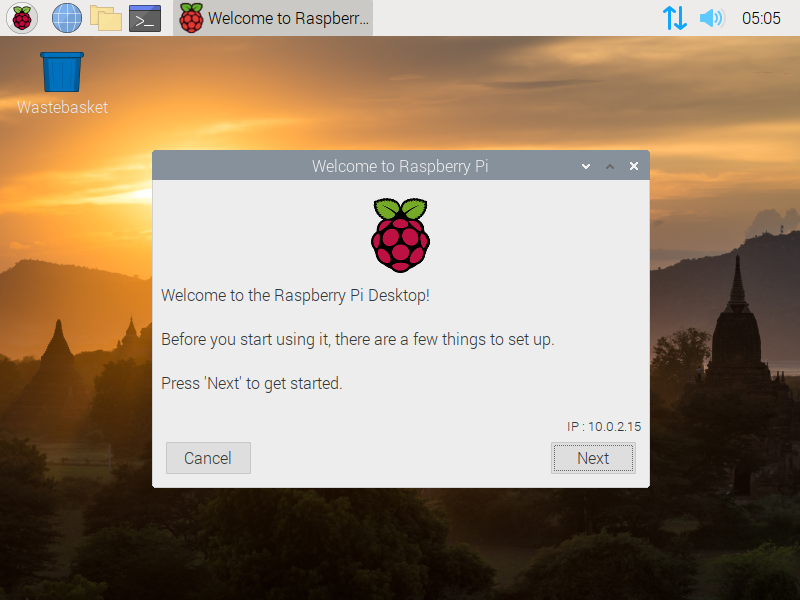 Welcome to Raspberr...
05:05
Wastebasket
Welcome to Raspberry Pi
Welcome to the Raspberry Pi Desktop!
Before you start using it, there are a few things to set up.
Press 'Next' to get started.
IP : 10.0.2.15
Cancel
Next